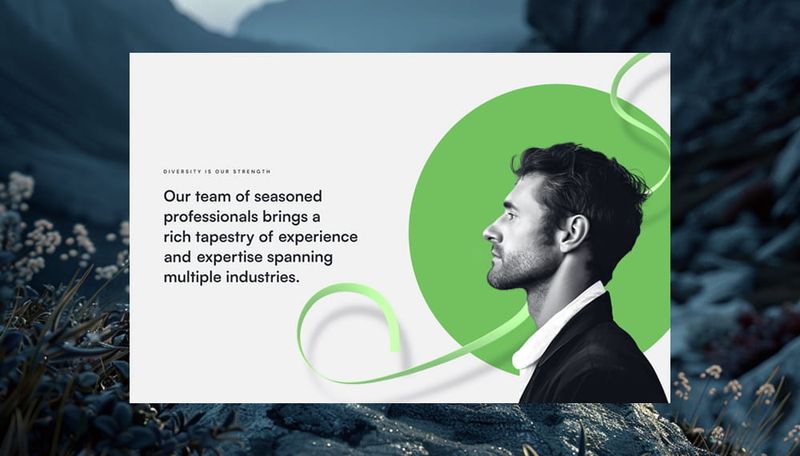 DIVERSITY IS OUR STRENGTH
Our team of seasoned
professionals brings a
rich tapestry of experience
and expertise spanning
multiple industries.